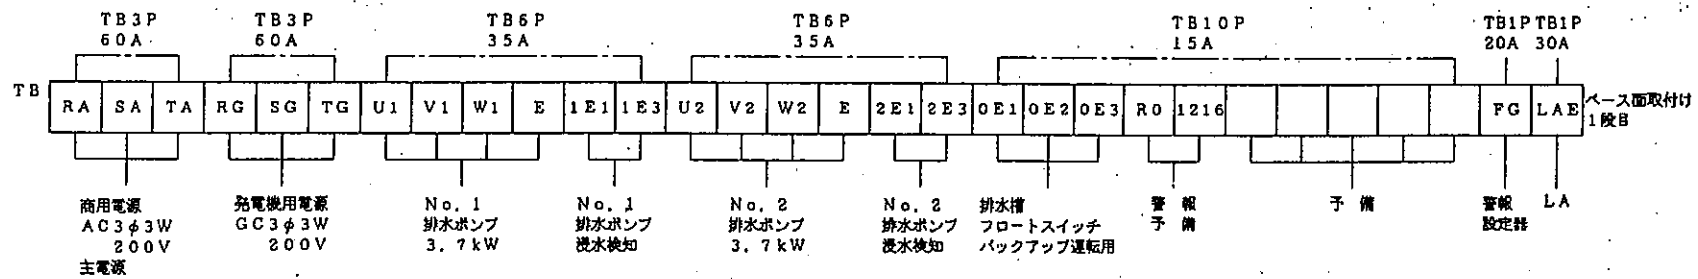 TB3P
60A
TB3P
60A
TB6P
35A
TB6P
35A
TB10P
15A
TB1P
20A
TB1P
30A
TB
RA SA TA RG SG TG U1 V1 W1 E 1E1 1E3 U2 V2 W2 E 2E1 2E3 0E1 0E2 0E3 R0 1216 FG LAE
ベース面取付け
1段目
商用電源
AC3φ3W
200V
主電源
発電機用電源
GC3φ3W
200V
No. 1
排水ポンプ
3. 7kW
No. 1
排水ポンプ
浸水検知
No. 2
排水ポンプ
3. 7kW
No. 2
排水ポンプ
浸水検知
排水槽
フロートスイッチ
バックアップ運転用
警報
予備
予備
警報
設定器
LA